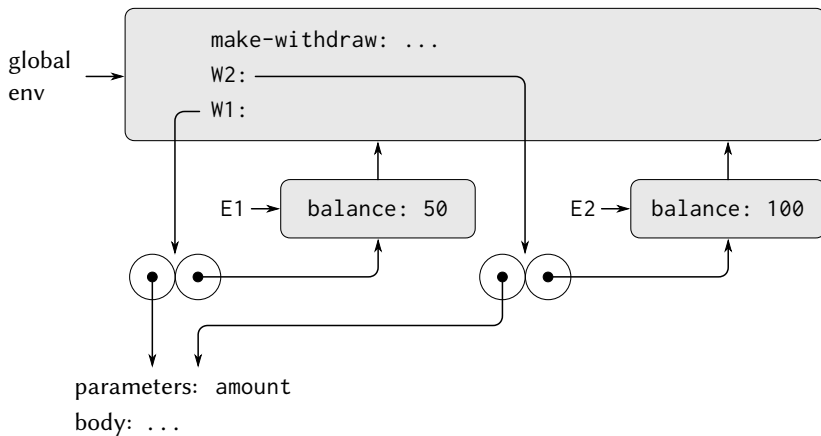 make-withdraw: ...
global
env
W2:
W1:
E1
balance: 50
E2
balance: 100
parameters: amount
body: ...